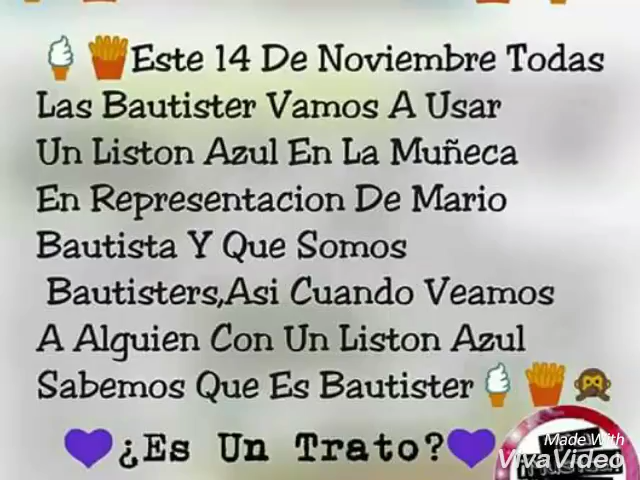 🍦🍟Este 14 De Noviembre Todas
Las Bautister Vamos A Usar
Un Liston Azul En La Muñeca
En Representacion De Mario
Bautista Y Que Somos
Bautisters,Asi Cuando Veamos
A Alguien Con Un Liston Azul
Sabemos Que Es Bautister🍦🍟🙊
💜¿Es Un Trato?💜
Made With
VivaVideo